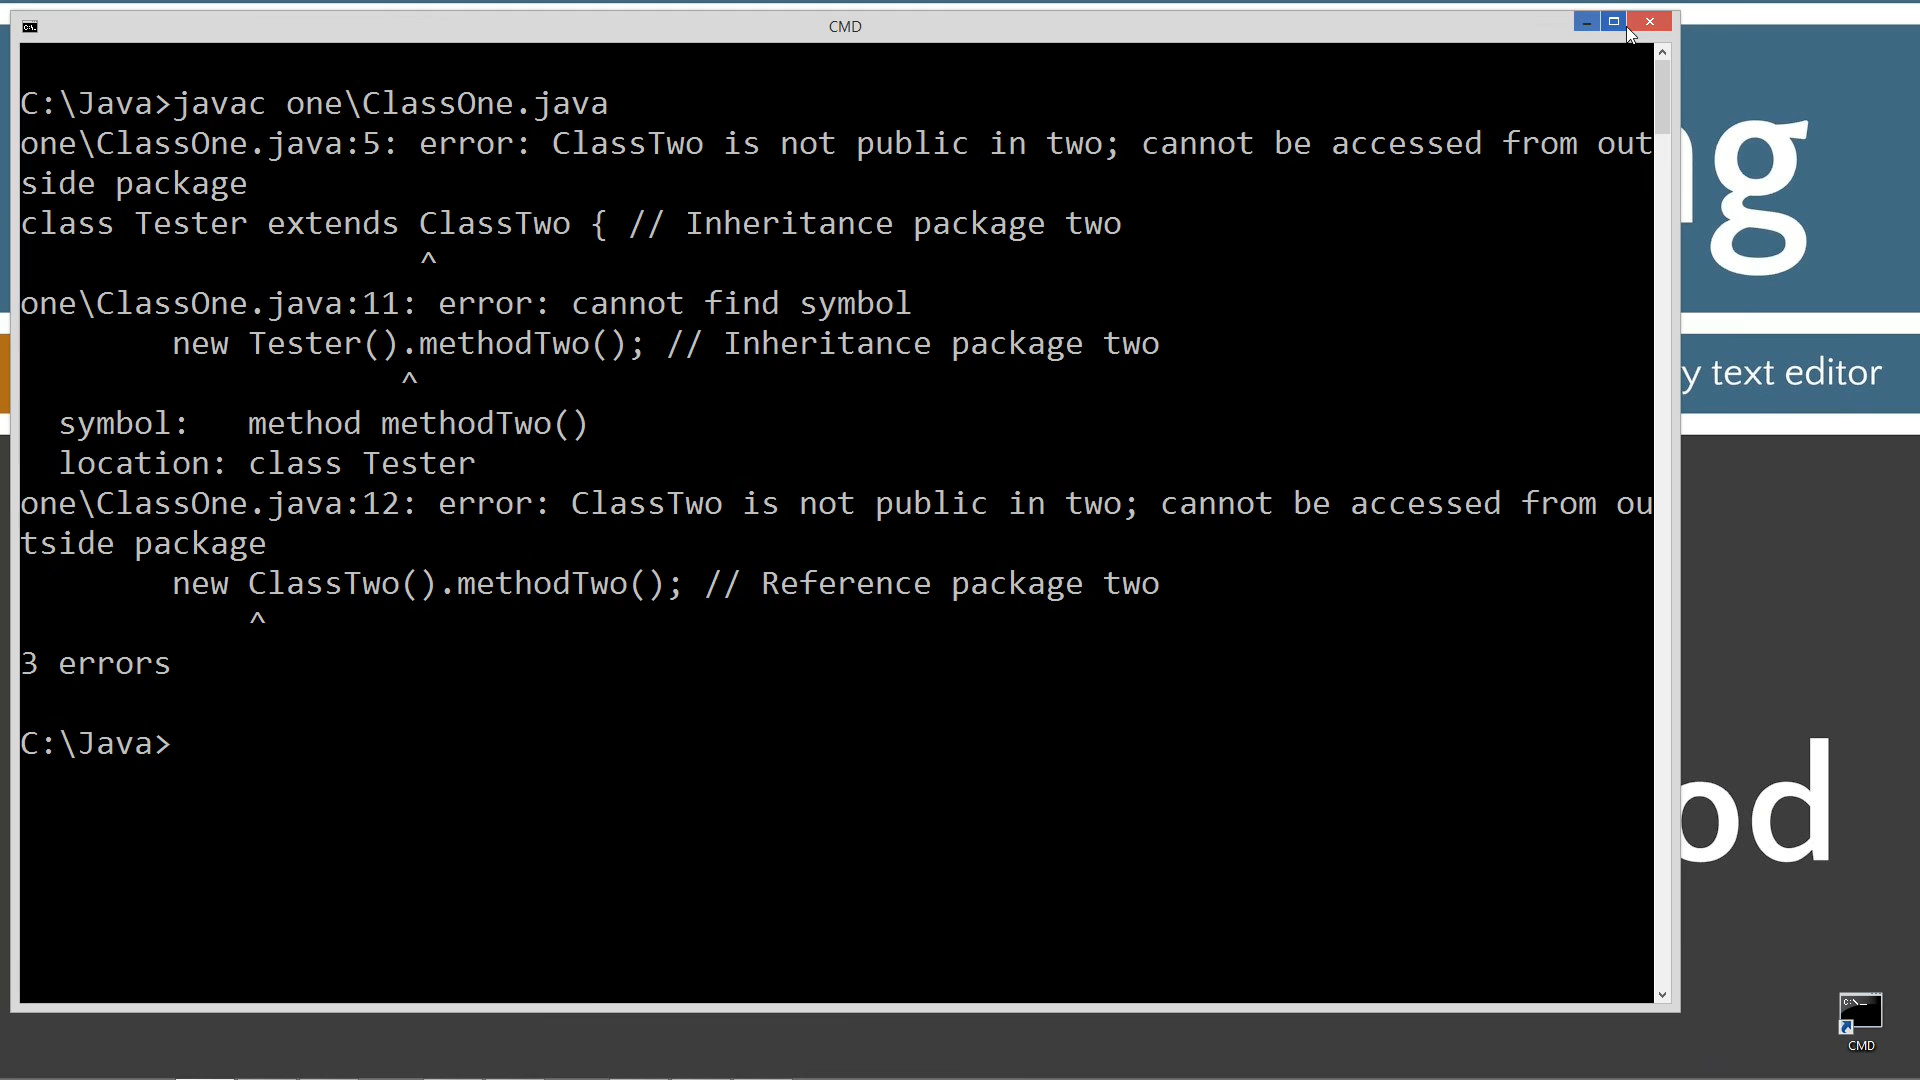 CMD
C:\Java>javac one\ClassOne.java
one\ClassOne.java:5: error: ClassTwo is not public in two; cannot be accessed from out
side package
class Tester extends ClassTwo { // Inheritance package two
^
one\ClassOne.java:11: error: cannot find symbol
new Tester().methodTwo(); // Inheritance package two
^
symbol:   method methodTwo()
location: class Tester
one\ClassOne.java:12: error: ClassTwo is not public in two; cannot be accessed from ou
tside package
new ClassTwo().methodTwo(); // Reference package two
^
3 errors
C:\Java>
g
y text editor
od
CMD